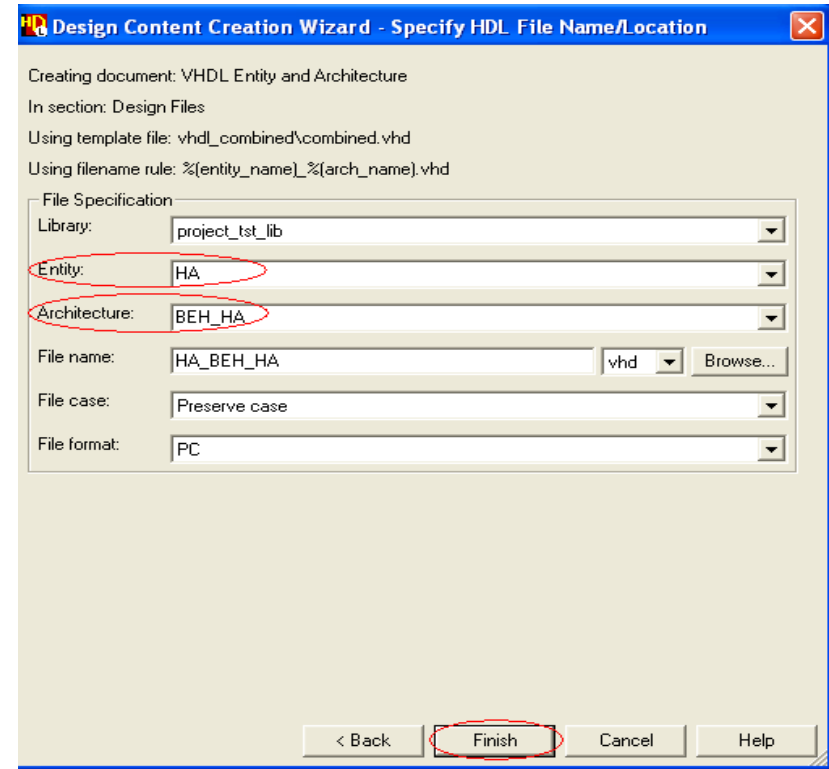 Design Content Creation Wizard - Specify HDL File Name/Location
Creating document: VHDL Entity and Architecture
In section: Design Files
Using template file: vhdl_combined\combined.vhd
Using filename rule: %(entity_name)_%(arch_name).vhd
File Specification
Library: project_tst_lib
Entity: HA
Architecture: BEH_HA
File name: HA_BEH_HA vhd Browse...
File case: Preserve case
File format: PC
< Back Finish Cancel Help